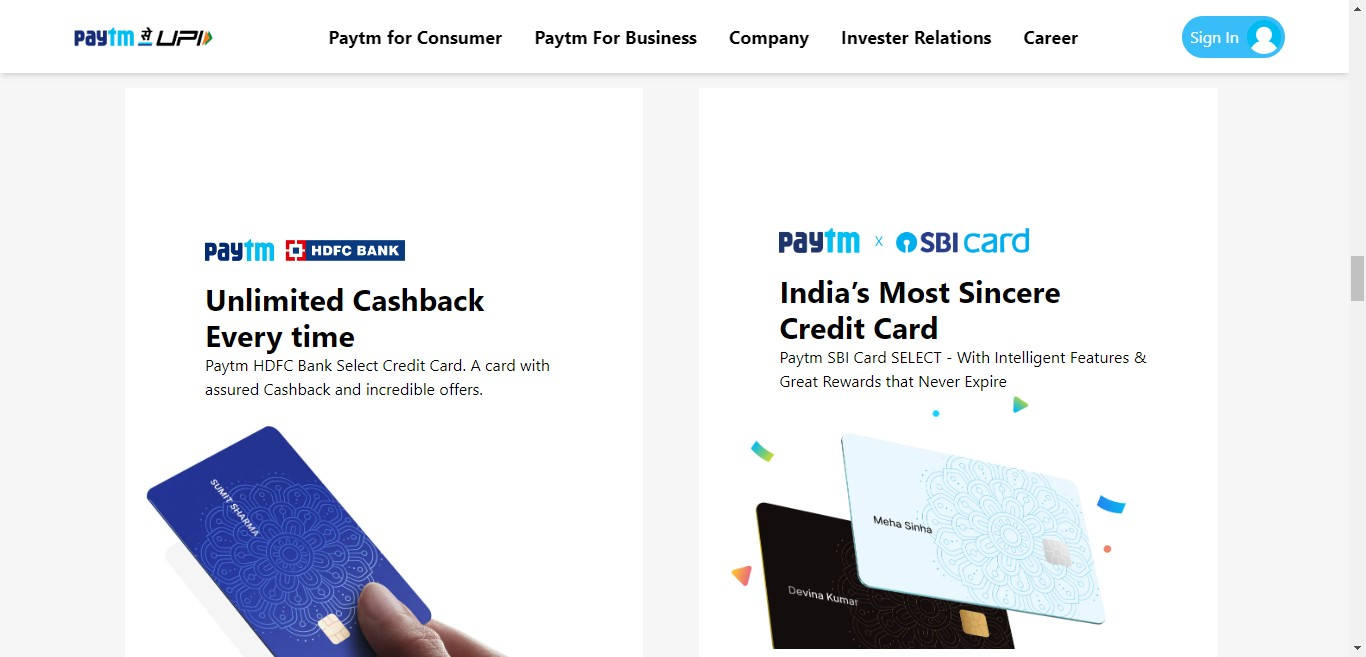 paytm से UPI
Paytm for Consumer
Paytm For Business
Company
Invester Relations
Career
Sign In
paytm HDFC BANK
Unlimited Cashback
Every time
Paytm HDFC Bank Select Credit Card. A card with
assured Cashback and incredible offers.
SUMIT SHARMA
paytm x SBI card
India’s Most Sincere
Credit Card
Paytm SBI Card SELECT - With Intelligent Features &
Great Rewards that Never Expire
Meha Sinha
Devina Kumar